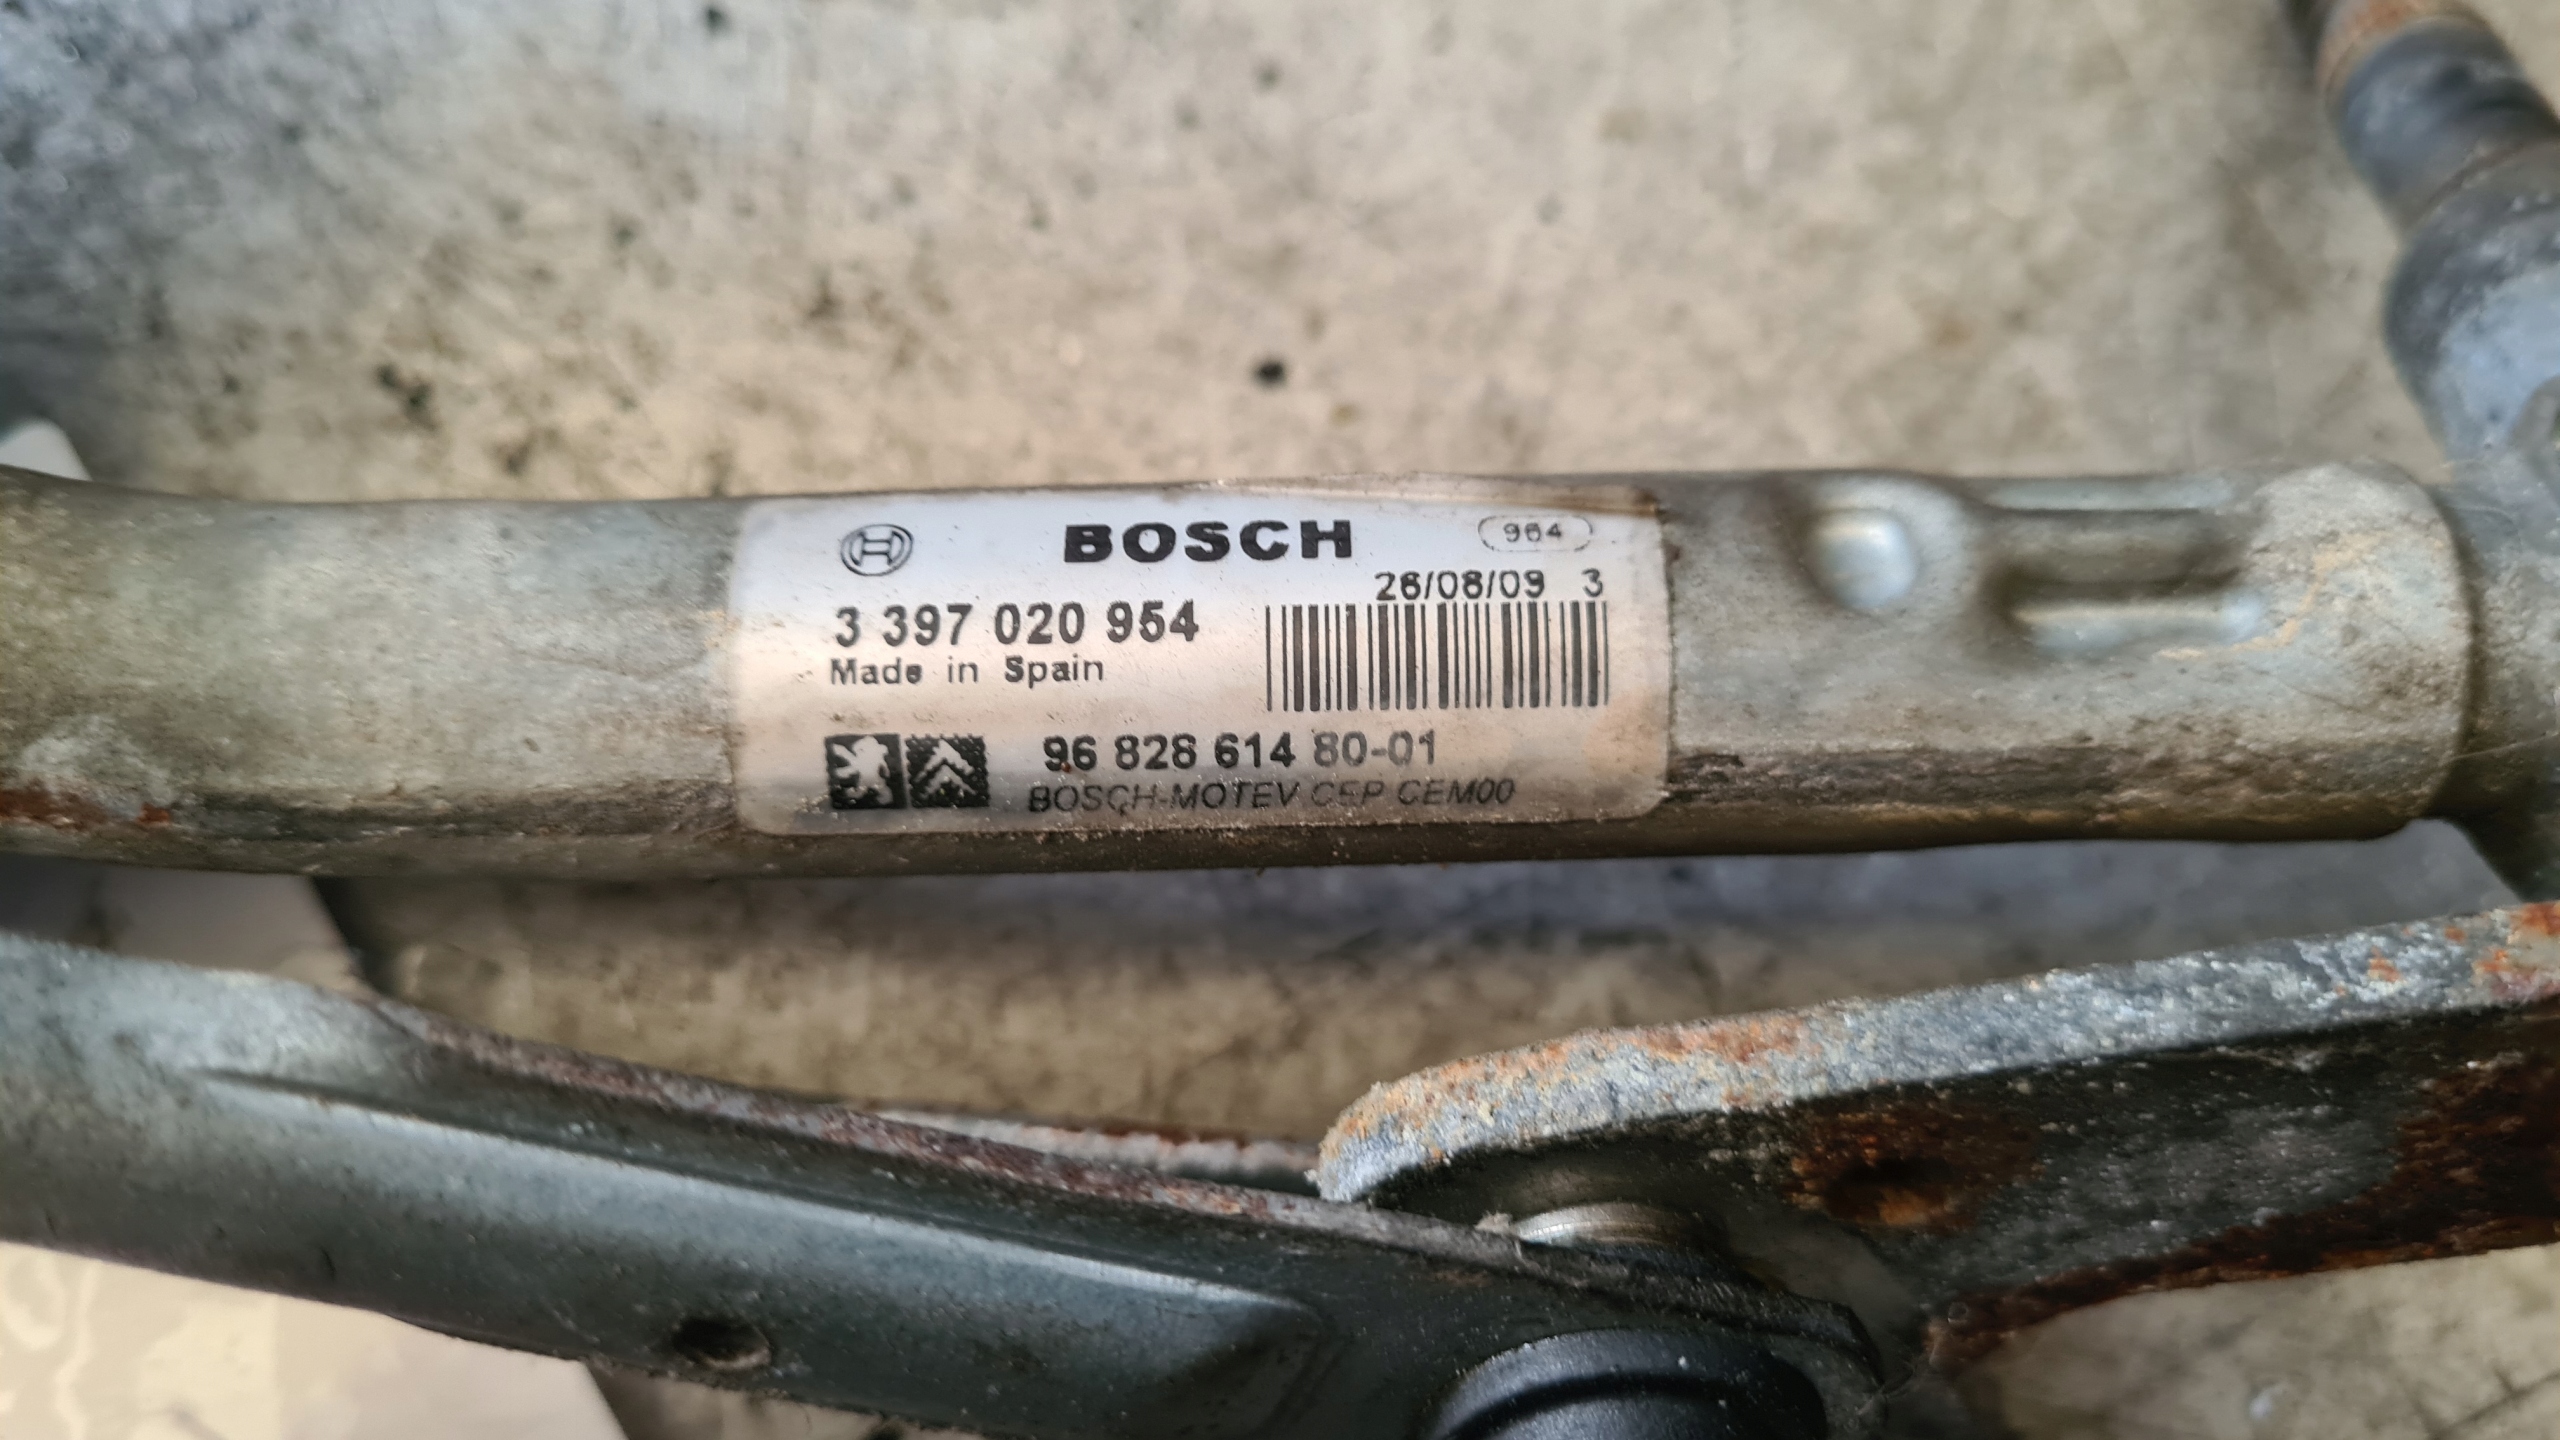 BOSCH
964
26/08/09 3
3 397 020 954
Made in Spain
96 828 614 80-01
BOSCH-MOTEV CEP CEM00